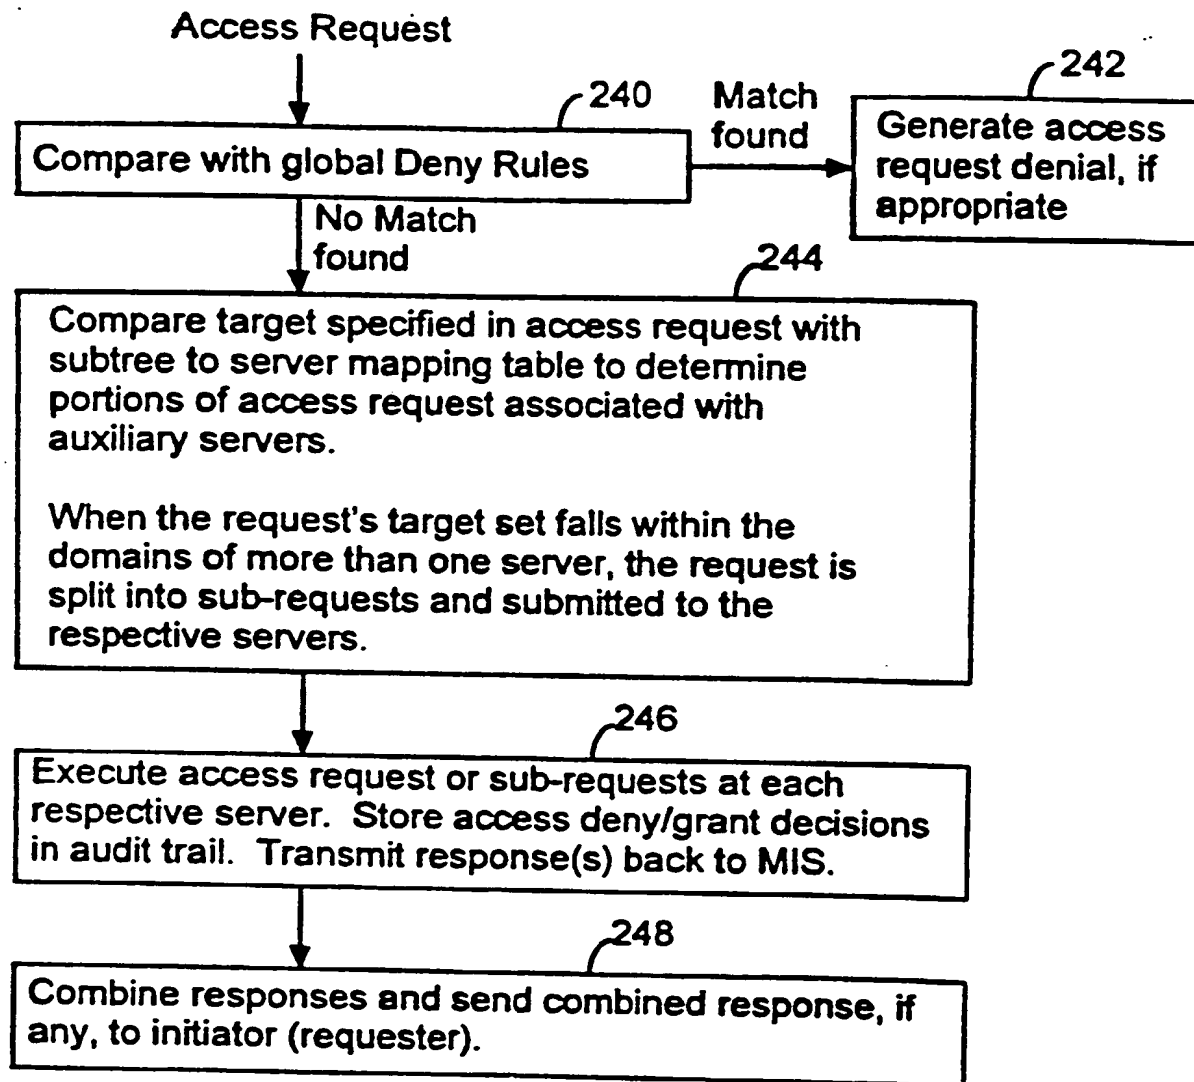 Access Request
240
Match
found
242
Compare with global Deny Rules
Generate access
request denial, if
appropriate
No Match
found
244
Compare target specified in access request with
subtree to server mapping table to determine
portions of access request associated with
auxiliary servers.
When the request's target set falls within the
domains of more than one server, the request is
split into sub-requests and submitted to the
respective servers.
246
Execute access request or sub-requests at each
respective server. Store access deny/grant decisions
in audit trail. Transmit response(s) back to MIS.
248
Combine responses and send combined response, if
any, to initiator (requester).